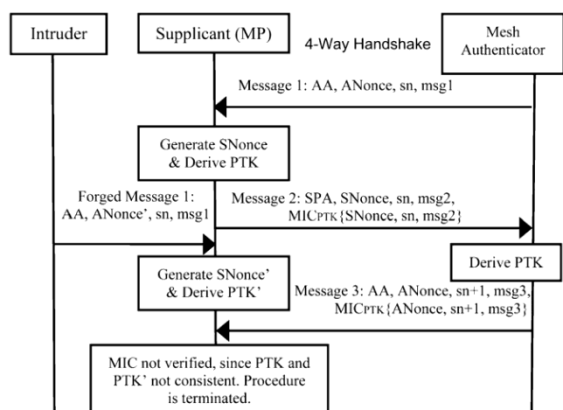 Intruder
Supplicant (MP)
4-Way Handshake
Mesh
Authenticator
Message 1: AA, ANonce, sn, msg1
Generate SNonce
& Derive PTK
Forged Message 1:
AA, ANonce', sn, msg1
Message 2: SPA, SNonce, sn, msg2,
MICPTK{SNonce, sn, msg2}
Derive PTK
Generate SNonce'
& Derive PTK'
Message 3: AA, ANonce, sn+1, msg3,
MICPTK{ANonce, sn+1, msg3}
MIC not verified, since PTK and
PTK' not consistent. Procedure
is terminated.